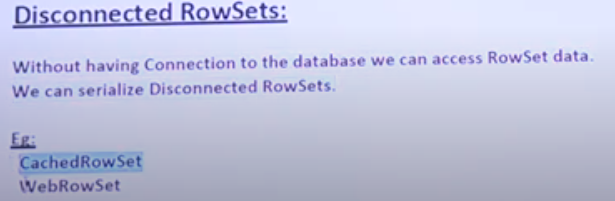 Disconnected RowSets:
Without having Connection to the database we can access RowSet data.
We can serialize Disconnected RowSets.
Eg:
CachedRowSet
WebRowSet